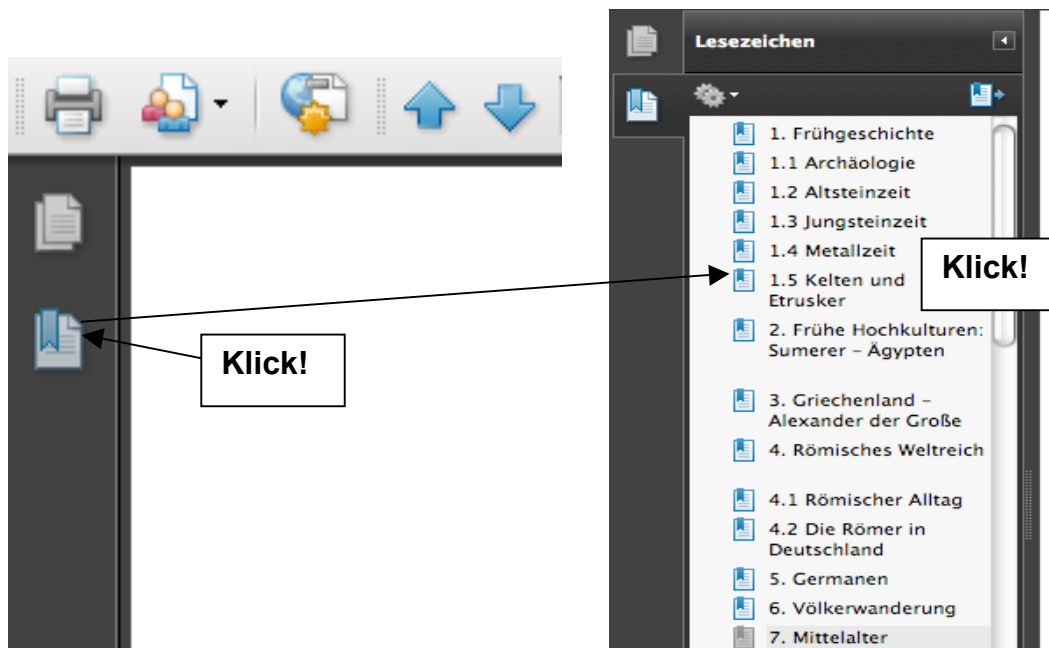 Klick!
Lesezeichen
1. Frühgeschichte
1.1 Archäologie
1.2 Altsteinzeit
1.3 Jungsteinzeit
1.4 Metallzeit
Klick!
1.5 Kelten und
Etrusker
2. Frühe Hochkulturen:
Sumerer – Ägypten
3. Griechenland –
Alexander der Große
4. Römisches Weltreich
4.1 Römischer Alltag
4.2 Die Römer in
Deutschland
5. Germanen
6. Völkerwanderung
7. Mittelalter